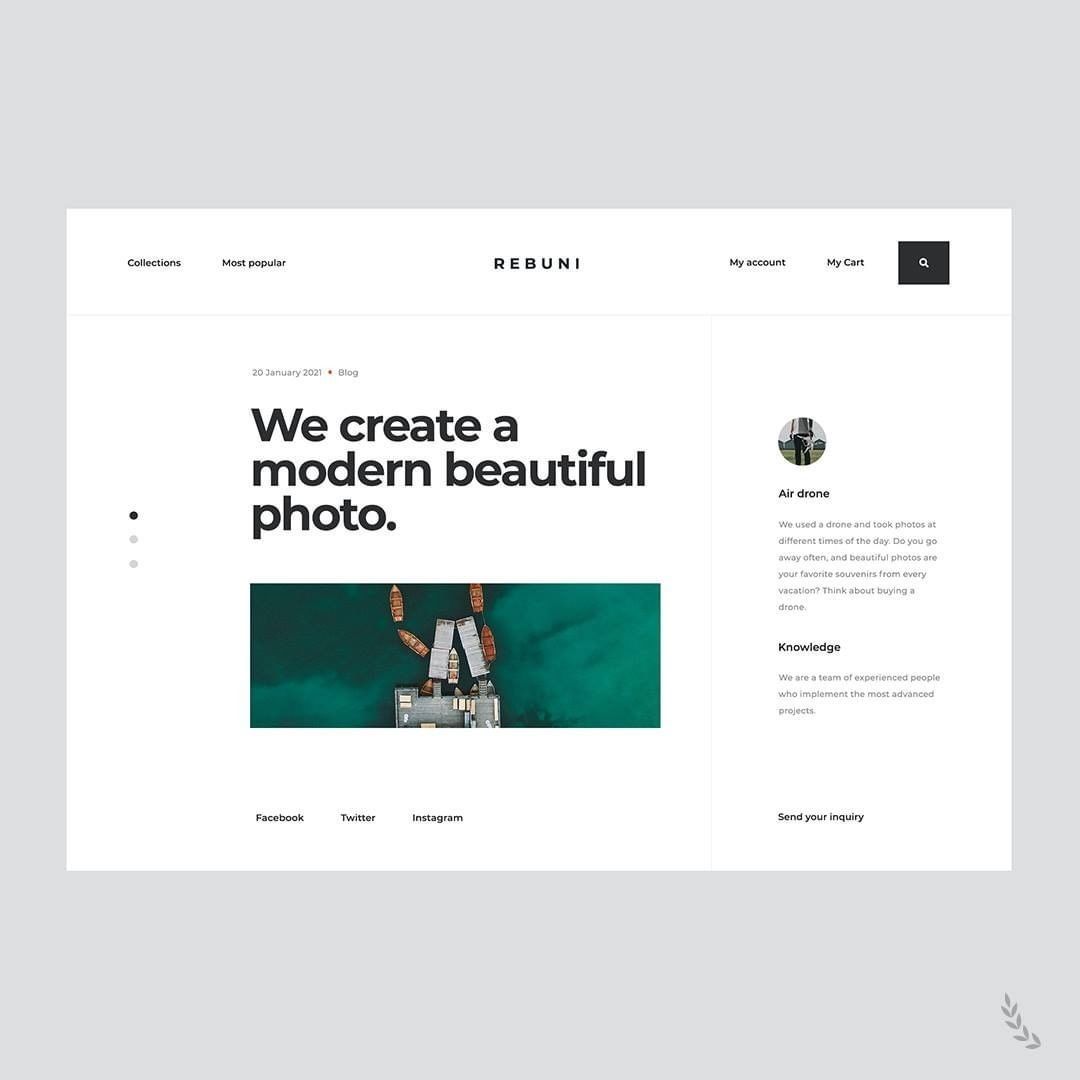 Collections
Most popular
REBUNI
My account
My Cart
20 January 2021 • Blog
We create a
modern beautiful
photo.
Air drone
We used a drone and took photos at
different times of the day. Do you go
away often, and beautiful photos are
your favorite souvenirs from every
vacation? Think about buying a
drone.
Knowledge
We are a team of experienced people
who implement the most advanced
projects.
Facebook
Twitter
Instagram
Send your inquiry